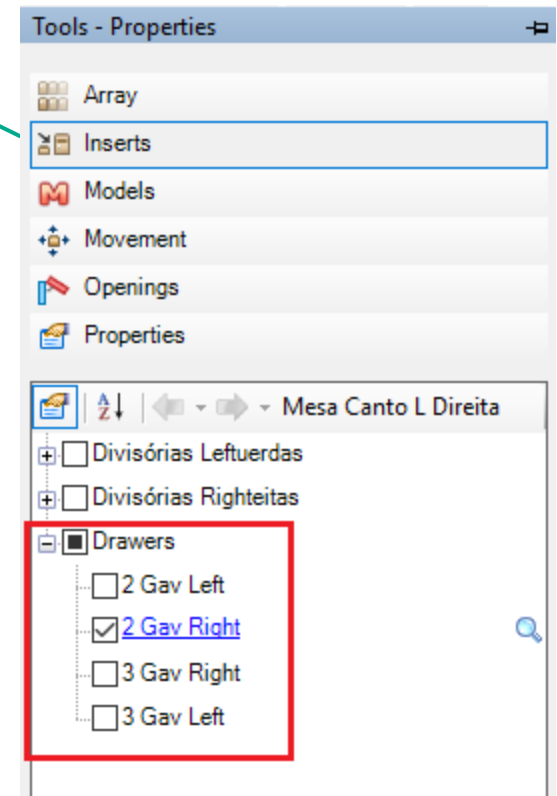 Tools - Properties
Array
Inserts
Models
Movement
Openings
Properties
Mesa Canto L Direita
Divisórias Leftuerdas
Divisórias Righteitas
Drawers
2 Gav Left
2 Gav Right
3 Gav Right
3 Gav Left